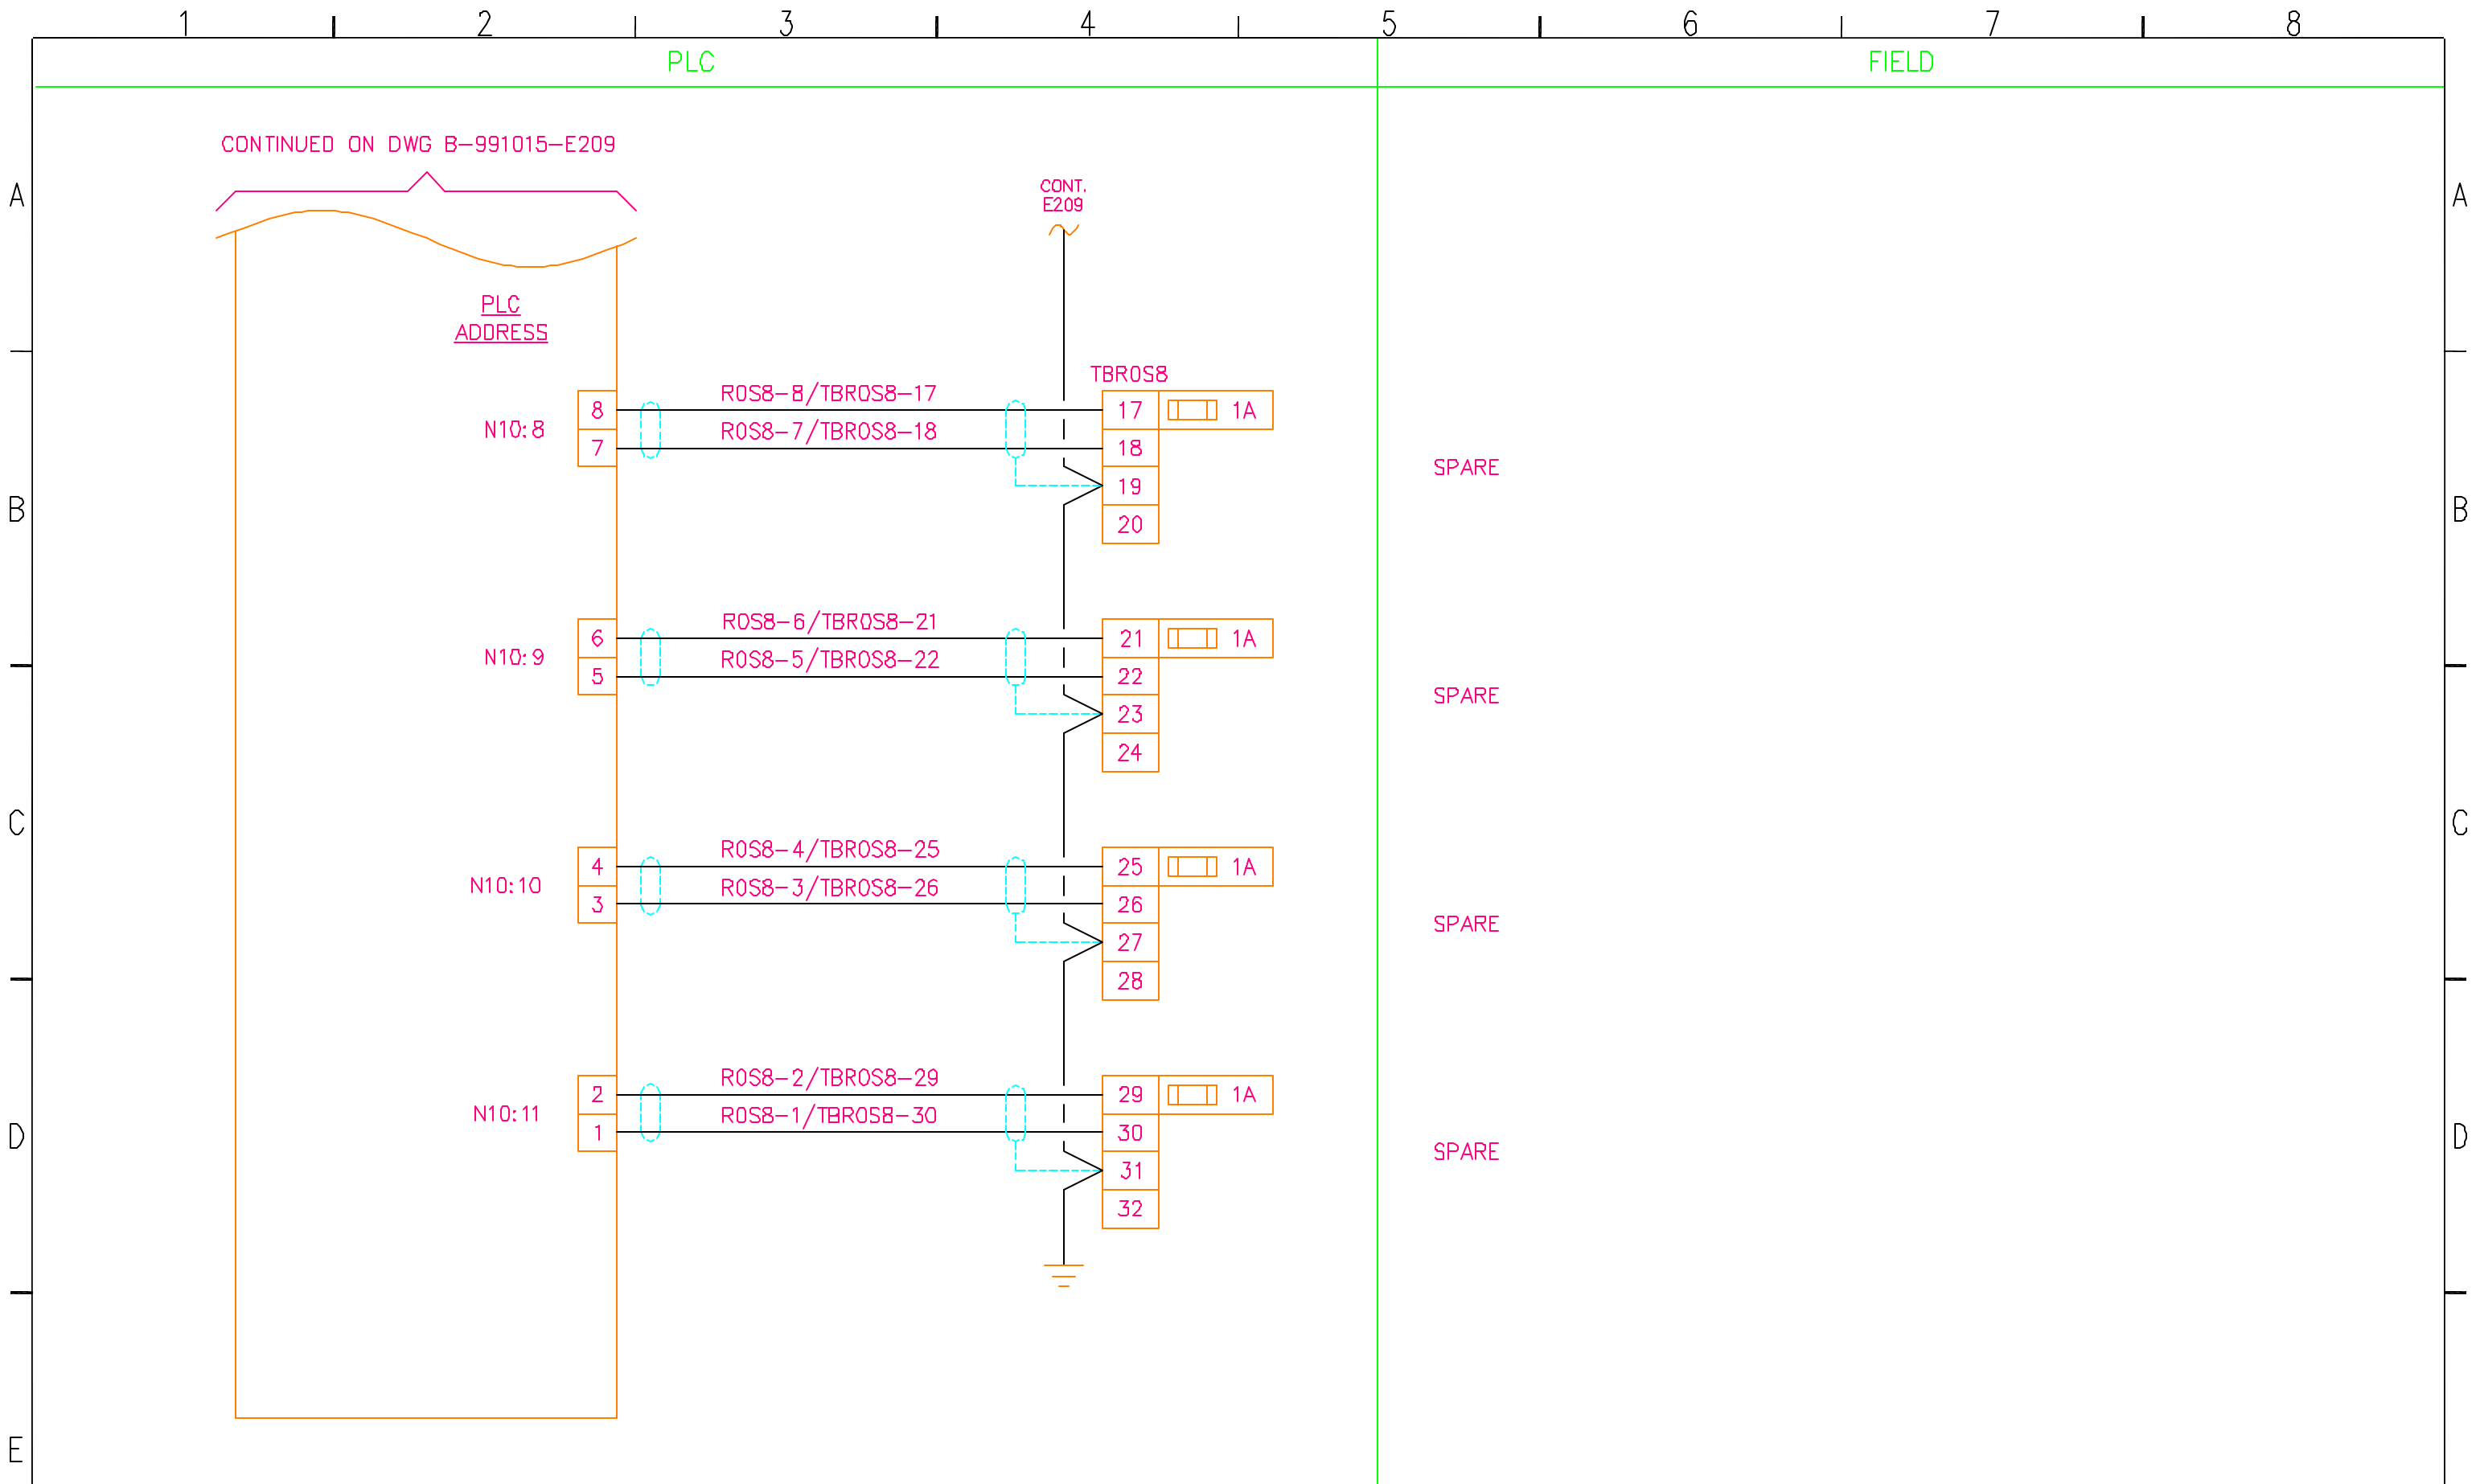 1 2 3 4 5 6 7 8
PLC FIELD
CONTINUED ON DWG B-991015-E209
A A
CONT.
E209
PLC
ADDRESS
TBROS8
ROS8-8/TBROS8-17
8 17 1A
N10:8
ROS8-7/TBROS8-18
7 18
SPARE
19
B B
20
ROS8-6/TBROS8-21
6 21 1A
N10:9
ROS8-5/TBROS8-22
5 22
SPARE
23
24
C C
ROS8-4/TBROS8-25
4 25 1A
N10:10
ROS8-3/TBROS8-26
3 26
SPARE
27
28
ROS8-2/TBROS8-29
2 29 1A
N10:11
ROS8-1/TBROS8-30
1 30
D D
SPARE
31
32
E